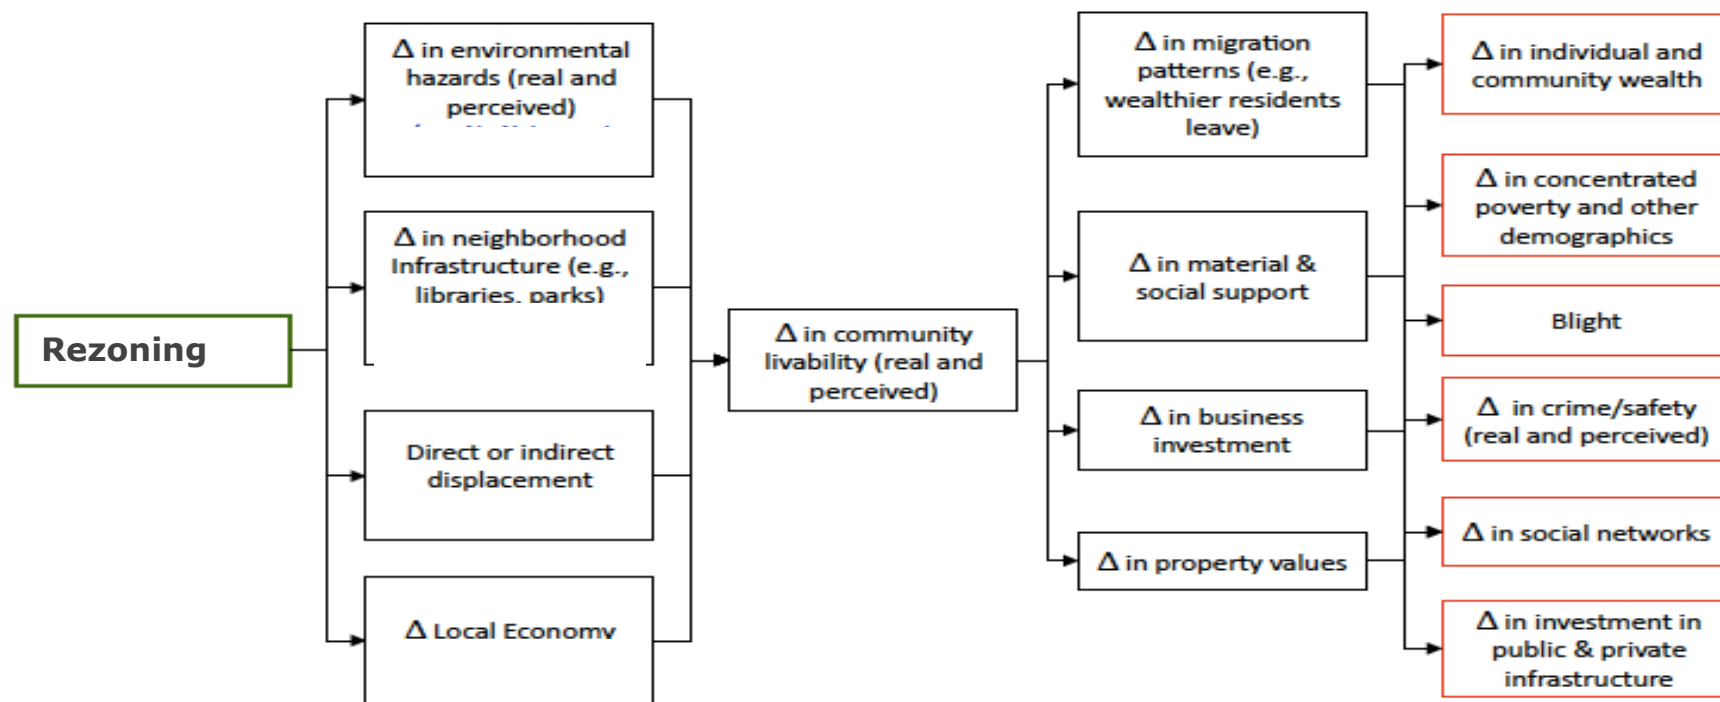 Rezoning
Δ in environmental
hazards (real and
perceived)
Δ in neighborhood
Infrastructure (e.g.,
libraries, parks)
Direct or indirect
displacement
Δ Local Economy
Δ in community
livability (real and
perceived)
Δ in migration
patterns (e.g.,
wealthier residents
leave)
Δ in material &
social support
Δ in business
investment
Δ in property values
Δ in individual and
community wealth
Δ in concentrated
poverty and other
demographics
Blight
Δ in crime/safety
(real and perceived)
Δ in social networks
Δ in investment in
public & private
infrastructure